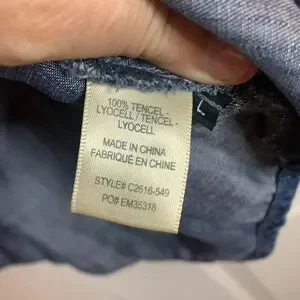 100% TENCEL-
LYOCELL / TENCEL-
LYOCELL
MADE IN CHINA
FABRIQUÉ EN CHINE
STYLE# C2616-549
PO# EM35318
L